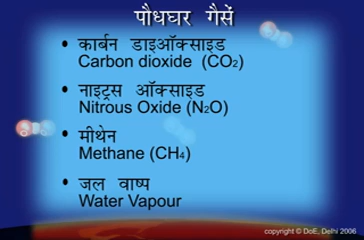 पौधघर गैसें
• कार्बन डाइऑक्साइड
Carbon dioxide (CO₂)
• नाइट्रस ऑक्साइड
Nitrous Oxide (N₂O)
• मीथेन
Methane (CH₄)
• जल वाष्प
Water Vapour
copyright © DoE, Delhi 2006